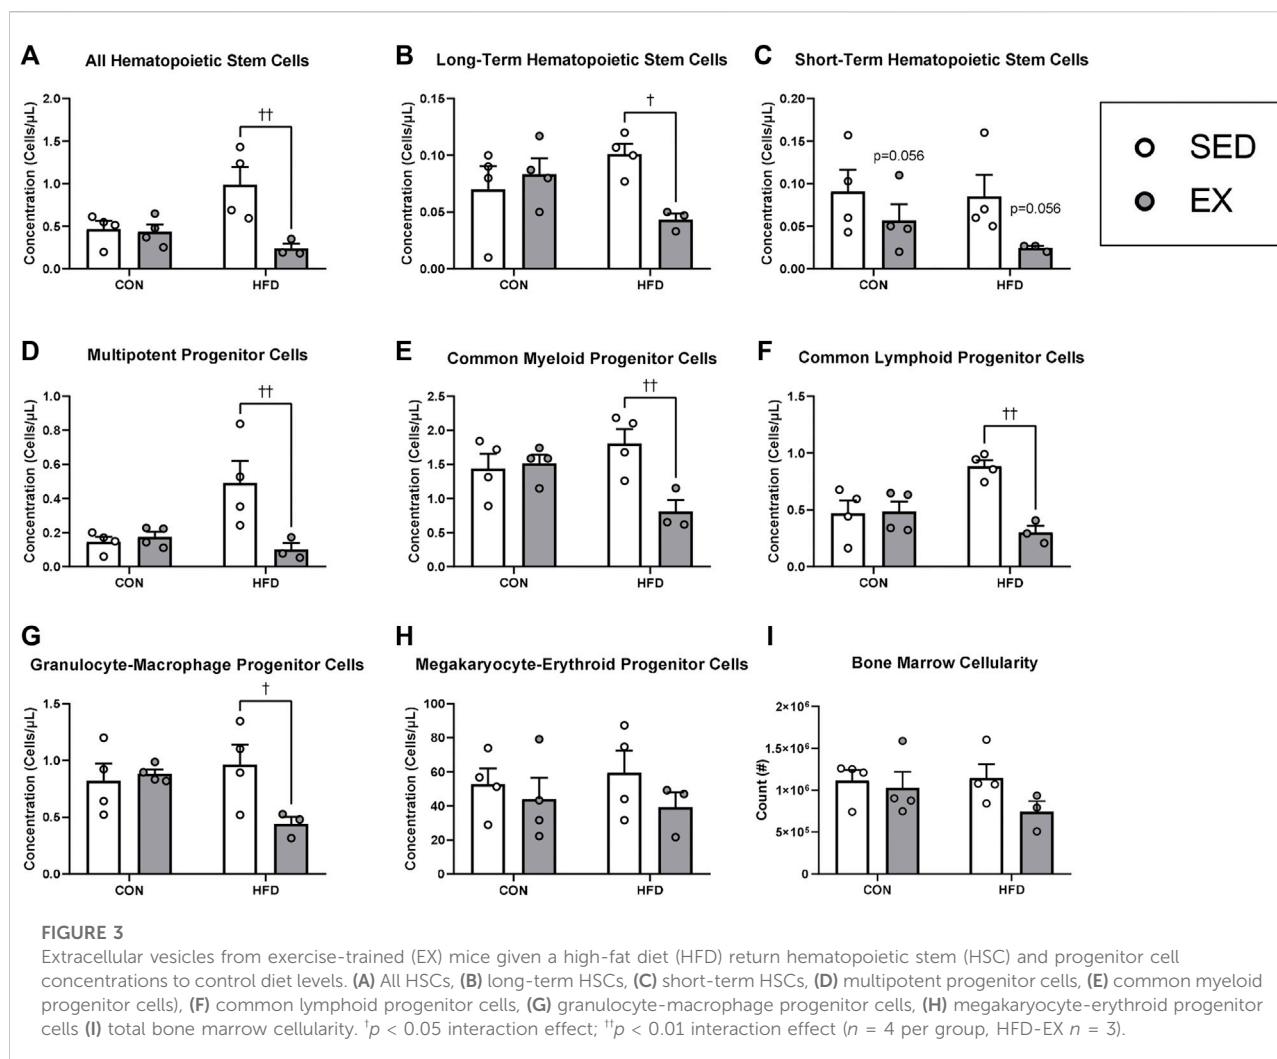 A
All Hematopoietic Stem Cells
Concentration (Cells/μL)
2.0
1.5
1.0
0.5
0.0
††
CON
HFD
B
Long-Term Hematopoietic Stem Cells
Concentration (Cells/μL)
0.15
0.10
0.05
0.00
†
CON
HFD
C
Short-Term Hematopoietic Stem Cells
Concentration (Cells/μL)
0.20
0.15
0.10
0.05
0.00
p=0.056
p=0.056
CON
HFD
SED
EX
D
Multipotent Progenitor Cells
Concentration (Cells/μL)
1.0
0.8
0.6
0.4
0.2
0.0
††
CON
HFD
E
Common Myeloid Progenitor Cells
Concentration (Cells/μL)
2.5
2.0
1.5
1.0
0.5
0.0
††
CON
HFD
F
Common Lymphoid Progenitor Cells
Concentration (Cells/μL)
1.5
1.0
0.5
0.0
††
CON
HFD
G
Granulocyte-Macrophage Progenitor Cells
Concentration (Cells/μL)
1.5
1.0
0.5
0.0
†
CON
HFD
H
Megakaryocyte-Erythroid Progenitor Cells
Concentration (Cells/μL)
100
80
60
40
20
0
CON
HFD
I
Bone Marrow Cellularity
Count (#)
2×10⁶
1.5×10⁶
1×10⁶
5×10⁵
0
CON
HFD
FIGURE 3
Extracellular vesicles from exercise-trained (EX) mice given a high-fat diet (HFD) return hematopoietic stem (HSC) and progenitor cell
concentrations to control diet levels. (A) All HSCs, (B) long-term HSCs, (C) short-term HSCs, (D) multipotent progenitor cells, (E) common myeloid
progenitor cells), (F) common lymphoid progenitor cells, (G) granulocyte-macrophage progenitor cells, (H) megakaryocyte-erythroid progenitor
cells (I) total bone marrow cellularity. †p < 0.05 interaction effect; ††p < 0.01 interaction effect (n = 4 per group, HFD-EX n = 3).